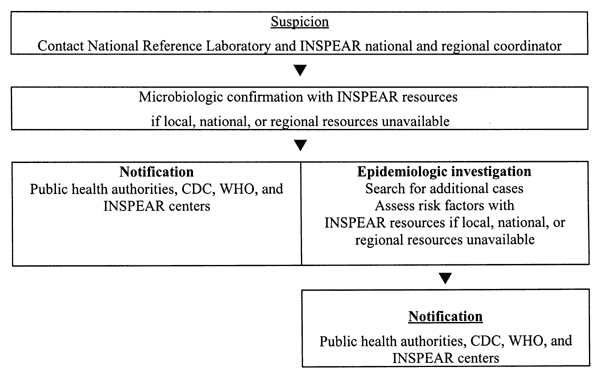 Suspicion
Contact National Reference Laboratory and INSPEAR national and regional coordinator
Microbiologic confirmation with INSPEAR resources
if local, national, or regional resources unavailable
Notification
Public health authorities, CDC, WHO, and
INSPEAR centers
Epidemiologic investigation
Search for additional cases
Assess risk factors with
INSPEAR resources if local, national, or
regional resources unavailable
Notification
Public health authorities, CDC, WHO, and
INSPEAR centers